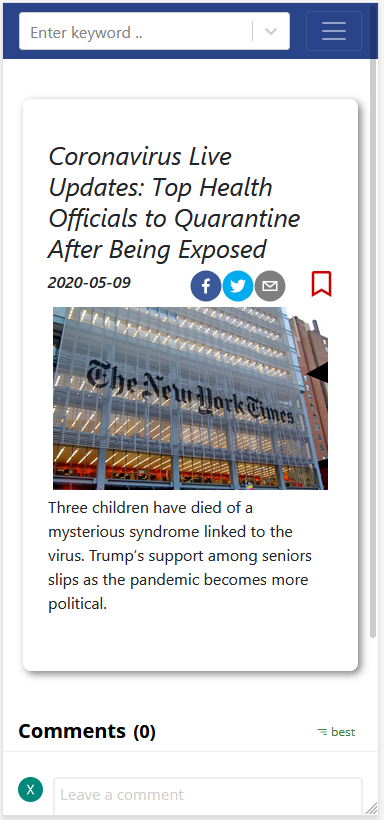 Enter keyword ..
Coronavirus Live
Updates: Top Health
Officials to Quarantine
After Being Exposed
2020-05-09
The New York Times
Three children have died of a
mysterious syndrome linked to the
virus. Trump’s support among seniors
slips as the pandemic becomes more
political.
Comments (0)
best
X
Leave a comment